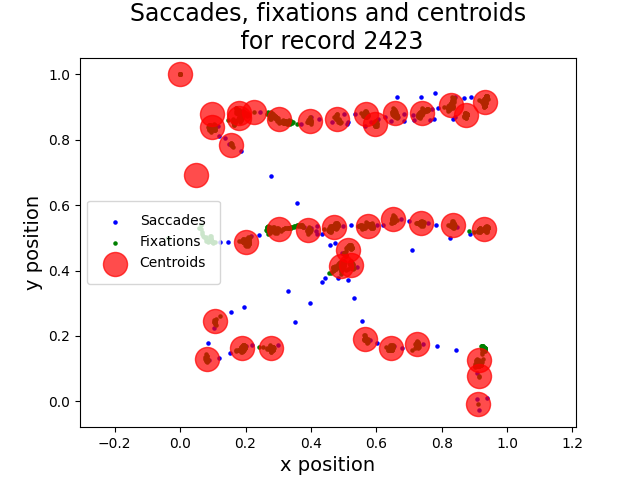 Saccades, fixations and centroids
for record 2423
y position
1.0
0.8
0.6
0.4
0.2
0.0
Saccades
Fixations
Centroids
−0.2
0.0
0.2
0.4
0.6
0.8
1.0
1.2
x position